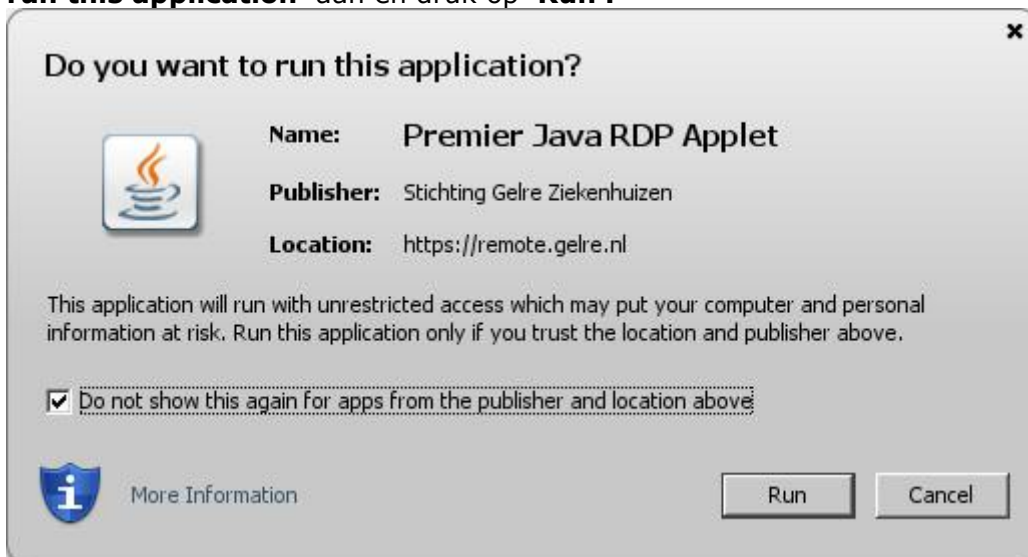 run this application" aan en druk op "Run".
×
Do you want to run this application?
Name: Premier Java RDP Applet
Publisher: Stichting Gelre Ziekenhuizen
Location: https://remote.gelre.nl
This application will run with unrestricted access which may put your computer and personal
information at risk. Run this application only if you trust the location and publisher above.
Do not show this again for apps from the publisher and location above
More Information
Run
Cancel